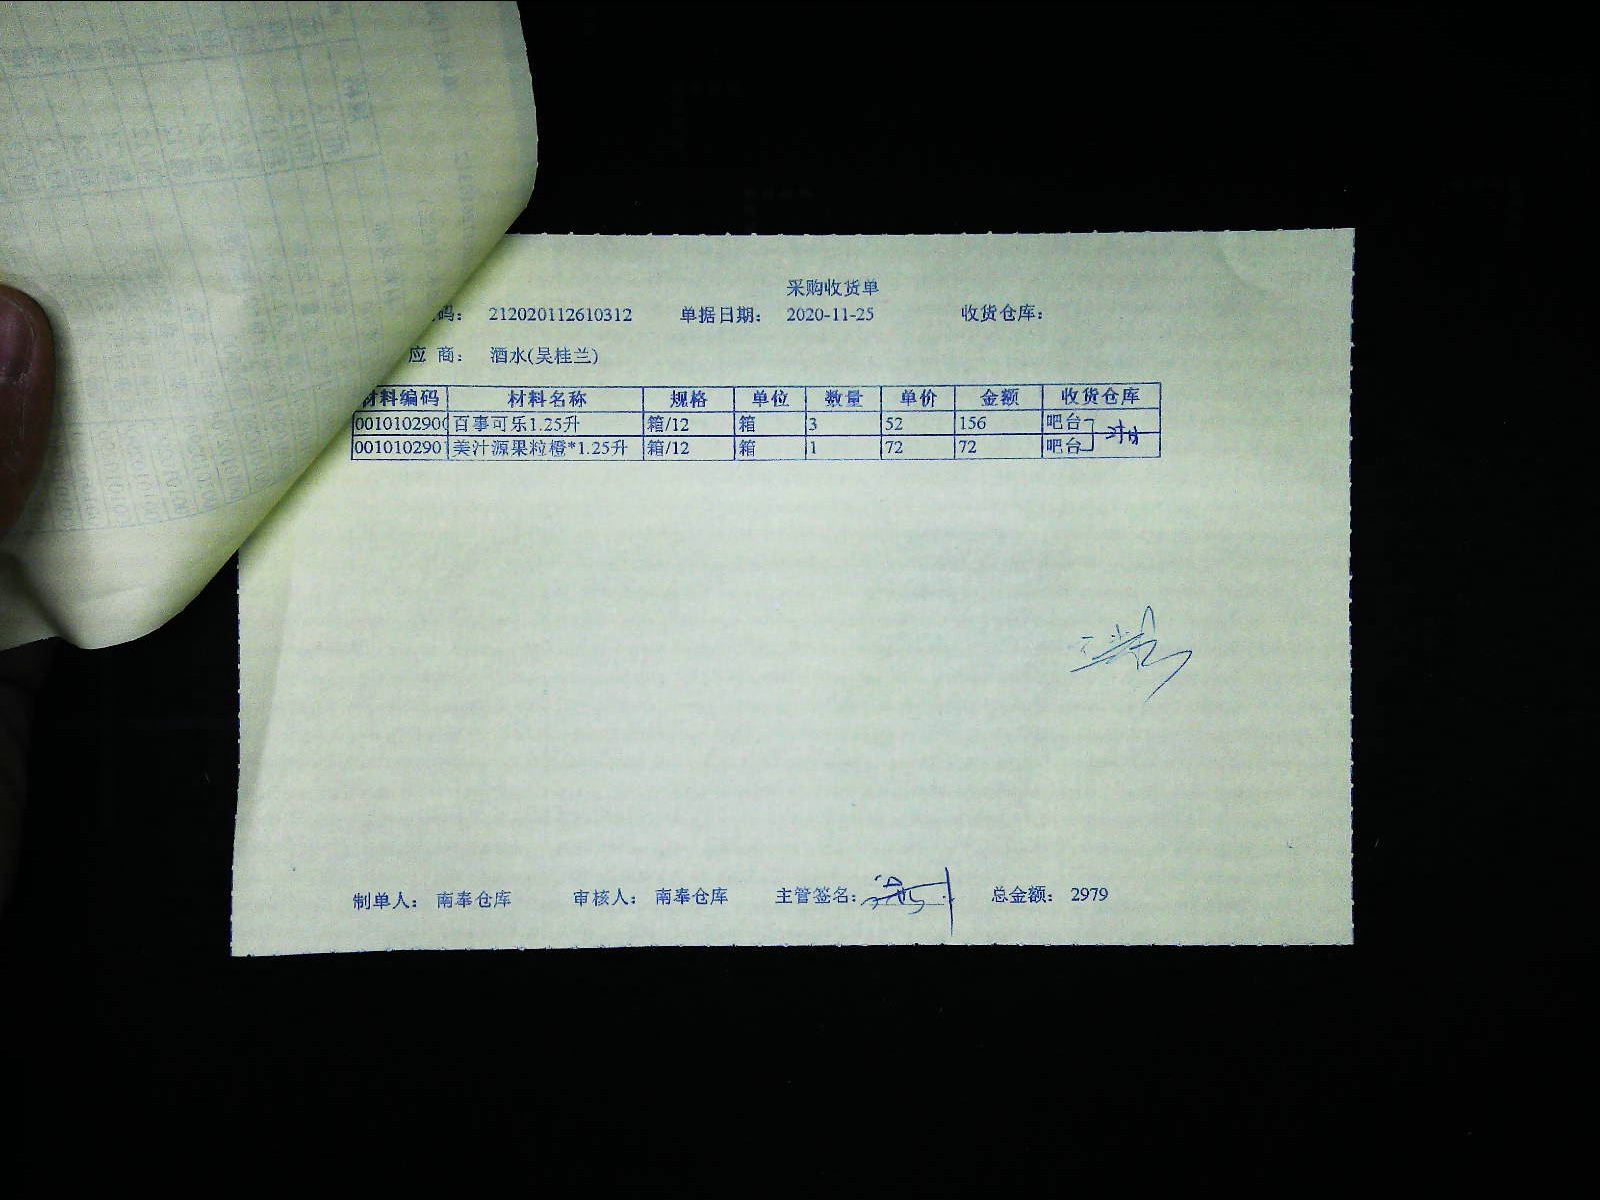 采购收货单
码： 212020112610312 单据日期： 2020-11-25 收货仓库：
应 商： 酒水(吴桂兰)
材料编码 材料名称 规格 单位 数量 单价 金额 收货仓库
0010102900 百事可乐1.25升 箱/12 箱 3 52 156 吧台
001010290 美汁源果粒橙*1.25升 箱/12 箱 1 72 72 吧台
制单人： 南奉仓库 审核人： 南奉仓库 主管签名： 总金额： 2979